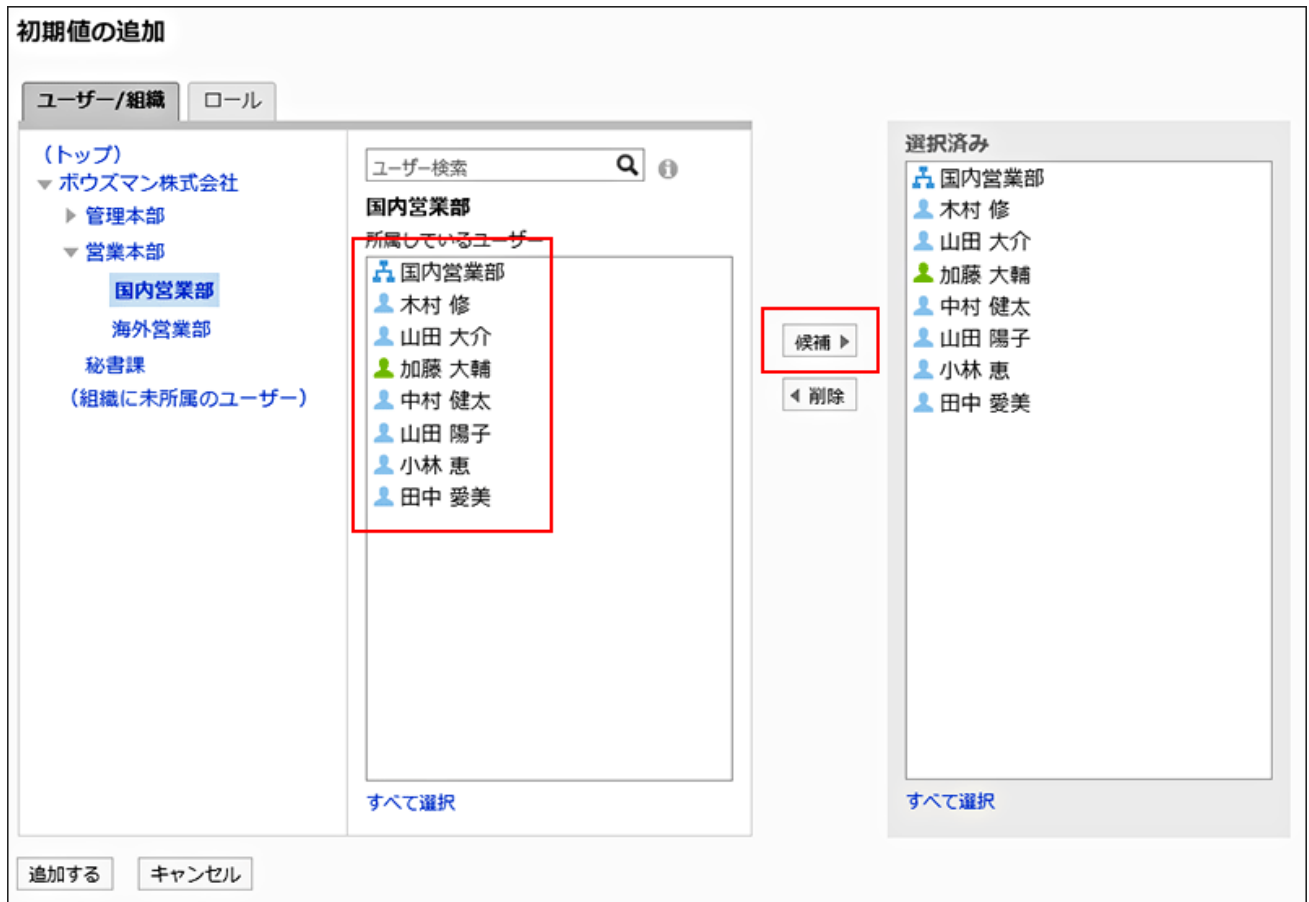 初期値の追加
ユーザー/組織
ロール
(トップ)
ボウズマン株式会社
管理本部
営業本部
国内営業部
海外営業部
秘書課
(組織に未所属のユーザー)
ユーザー検索
国内営業部
所属しているユーザー
国内営業部
木村 修
山田 大介
加藤 大輔
中村 健太
山田 陽子
小林 恵
田中 愛美
すべて選択
候補
削除
選択済み
国内営業部
木村 修
山田 大介
加藤 大輔
中村 健太
山田 陽子
小林 恵
田中 愛美
すべて選択
追加する
キャンセル